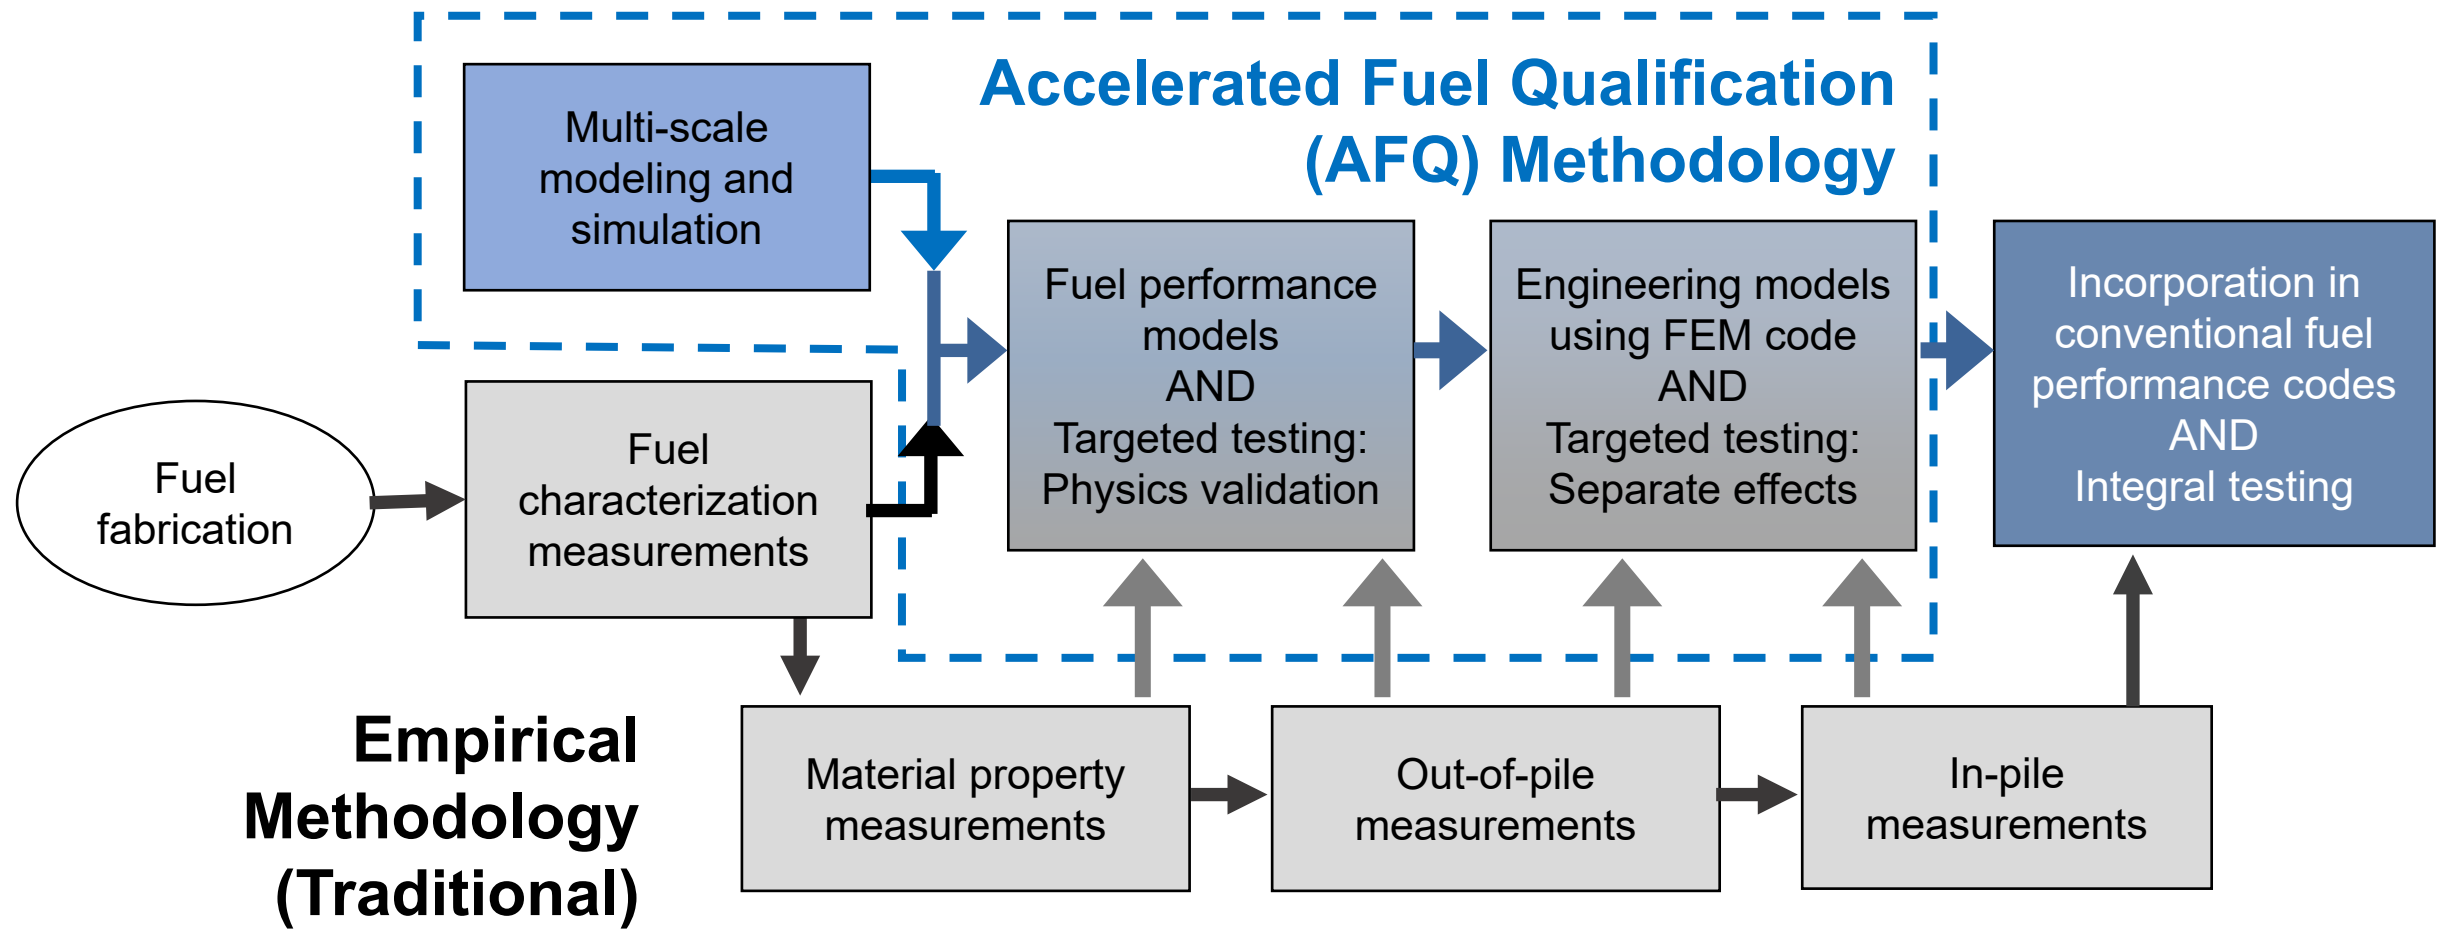 Accelerated Fuel Qualification
(AFQ) Methodology
Multi-scale
modeling and
simulation
Fuel performance
models
AND
Targeted testing:
Physics validation
Engineering models
using FEM code
AND
Targeted testing:
Separate effects
Incorporation in
conventional fuel
performance codes
AND
Integral testing
Fuel
fabrication
Fuel
characterization
measurements
Empirical
Methodology
(Traditional)
Material property
measurements
Out-of-pile
measurements
In-pile
measurements